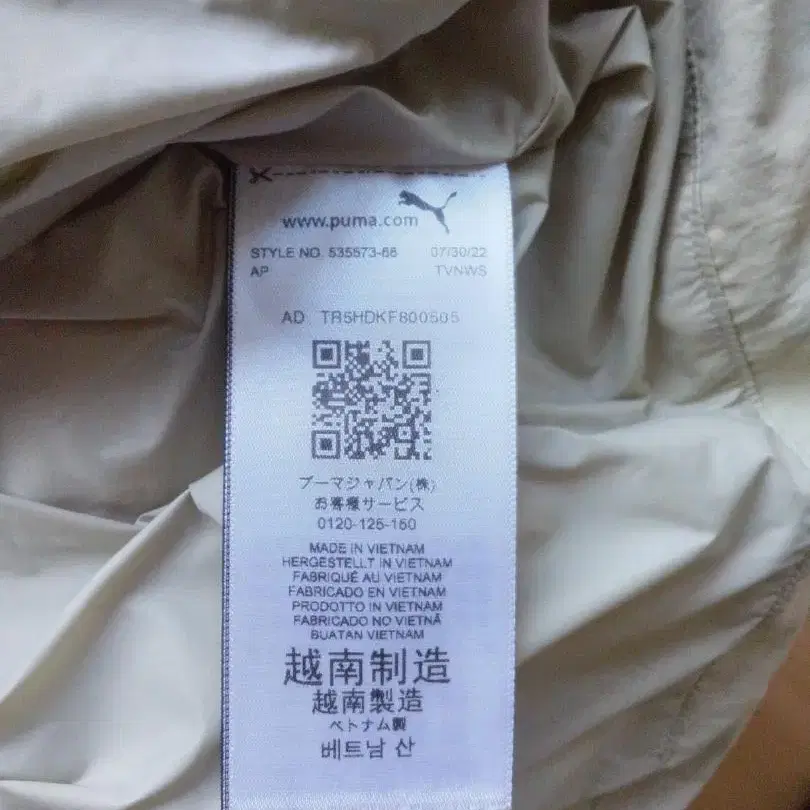 www.puma.com
STYLE NO. 535573-68 07/30/22
AP TVNWS
AD TR5HDKF800505
プーマジャパン(株)
お客様サービス
0120-125-150
MADE IN VIETNAM
HERGESTELLT IN VIETNAM
FABRIQUÉ AU VIETNAM
FABRICADO EN VIETNAM
PRODOTTO IN VIETNAM
FABRICADO NO VIETNÃ
BUATAN VIETNAM
越南制造
越南製造
ベトナム製
베트남 산